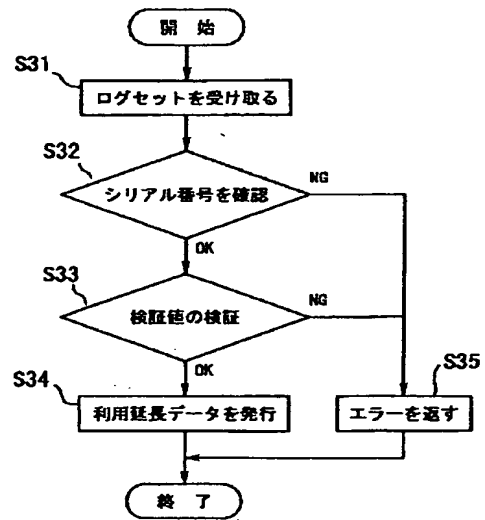 開 始
S31
ログセットを受け取る
S32
シリアル番号を確認
NG
OK
S33
検証値の検証
NG
OK
S34
利用延長データを発行
S35
エラーを返す
終 了